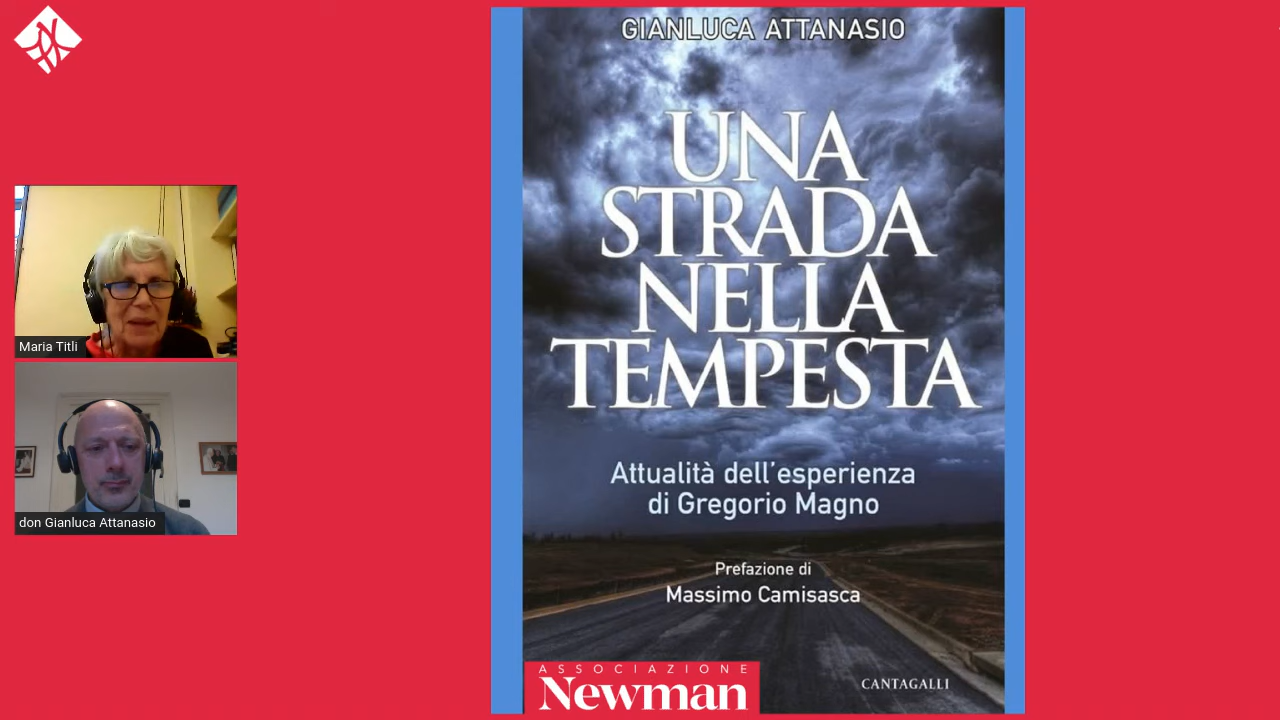 GIANLUCA ATTANASIO
UNA
STRADA
NELLA
TEMPESTA
Attualità dell'esperienza
di Gregorio Magno
Prefazione di
Massimo Camisasca
CANTAGALLI
ASSOCIAZIONE
Newman
Maria Titli
don Gianluca Attanasio